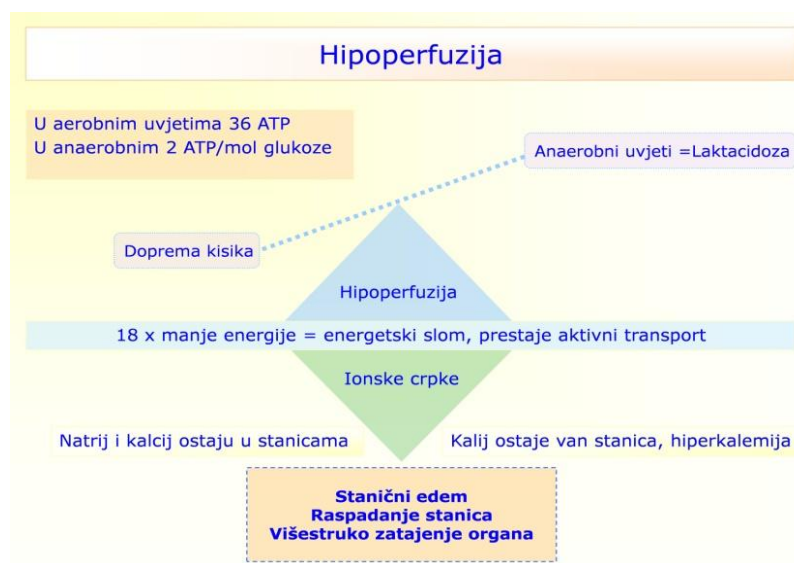 Hipoperfuzija
U aerobnim uvjetima 36 ATP
U anaerobnim 2 ATP/mol glukoze
Anaerobni uvjeti =Laktacidoza
Doprema kisika
Hipoperfuzija
18 x manje energije = energetski slom, prestaje aktivni transport
Ionske crpke
Natrij i kalcij ostaju u stanicama
Kalij ostaje van stanica, hiperkalemija
Stanični edem
Raspadanje stanica
Višestruko zatajenje organa